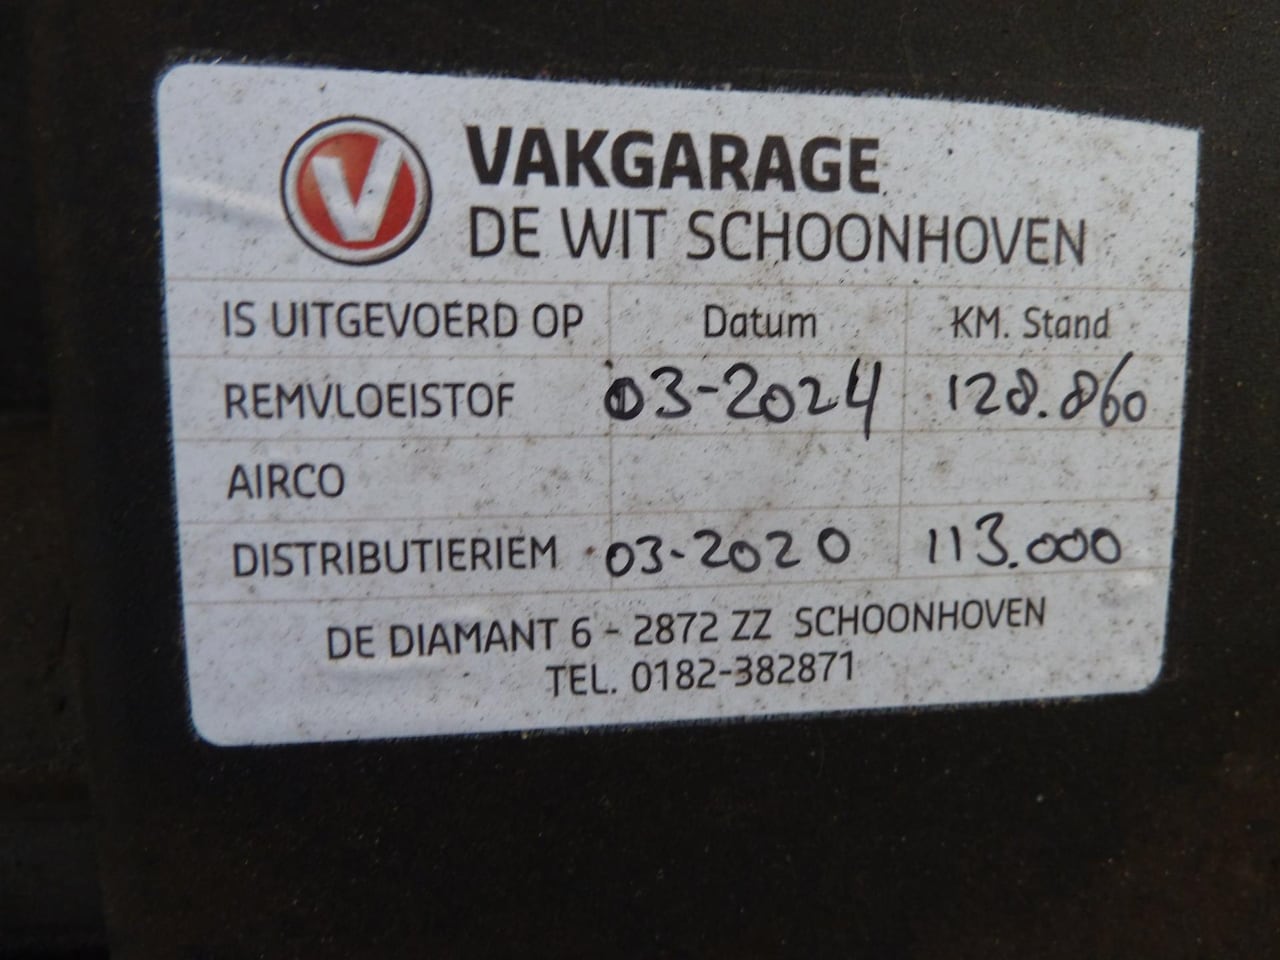 V
VAKGARAGE
DE WIT SCHOONHOVEN
IS UITGEVOERD OP Datum KM. Stand
REMVLOEISTOF 03-2024 128.860
AIRCO
DISTRIBUTIERIEM 03-2020 113.000
DE DIAMANT 6 - 2872 ZZ SCHOONHOVEN
TEL. 0182-382871